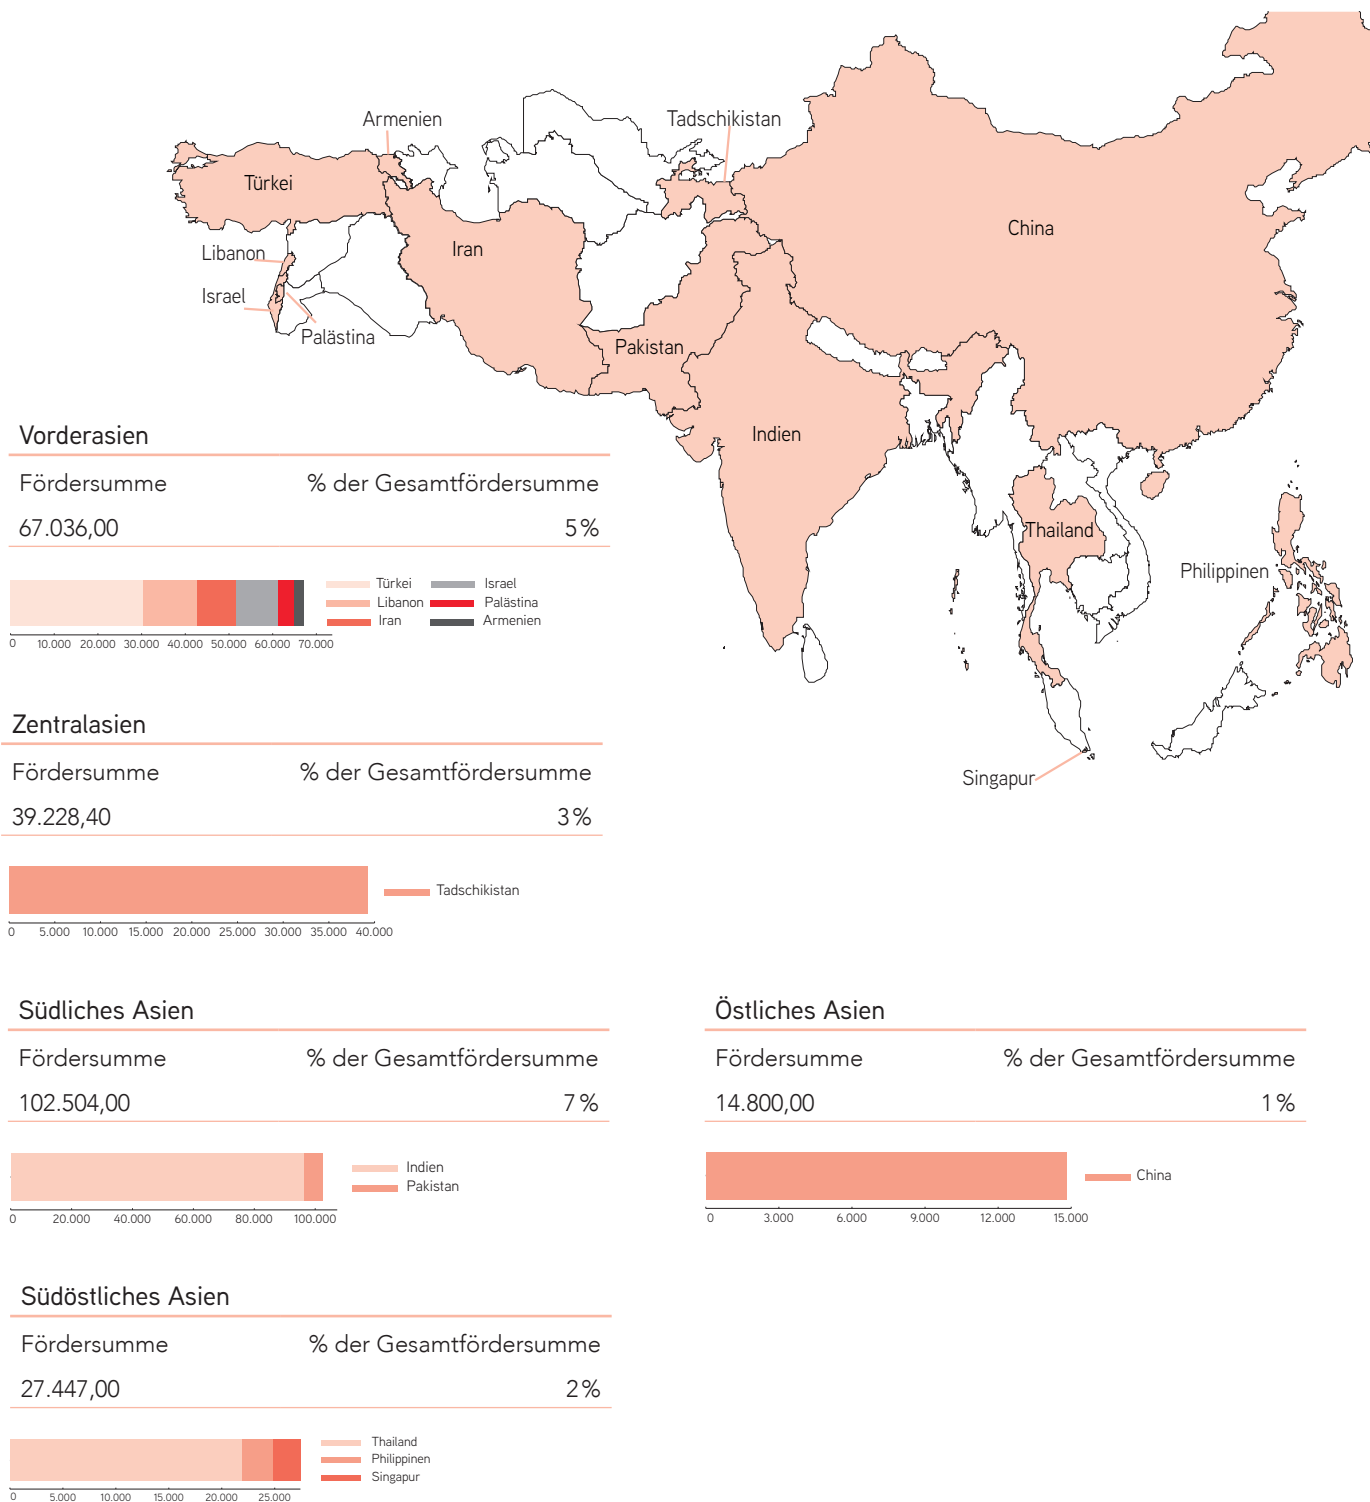 Armenien
Tadschikistan
Türkei
China
Libanon
Iran
Israel
Palästina
Pakistan
Indien
Thailand
Philippinen
Singapur
Vorderasien
Fördersumme % der Gesamtfördersumme
67.036,00 5 %
Türkei Israel
Libanon Palästina
Iran Armenien
0 10.000 20.000 30.000 40.000 50.000 60.000 70.000
Zentralasien
Fördersumme % der Gesamtfördersumme
39.228,40 3 %
Tadschikistan
0 5.000 10.000 15.000 20.000 25.000 30.000 35.000 40.000
Südliches Asien
Fördersumme % der Gesamtfördersumme
102.504,00 7 %
Indien
Pakistan
0 20.000 40.000 60.000 80.000 100.000
Östliches Asien
Fördersumme % der Gesamtfördersumme
14.800,00 1 %
China
0 3.000 6.000 9.000 12.000 15.000
Südöstliches Asien
Fördersumme % der Gesamtfördersumme
27.447,00 2 %
Thailand
Philippinen
Singapur
0 5.000 10.000 15.000 20.000 25.000